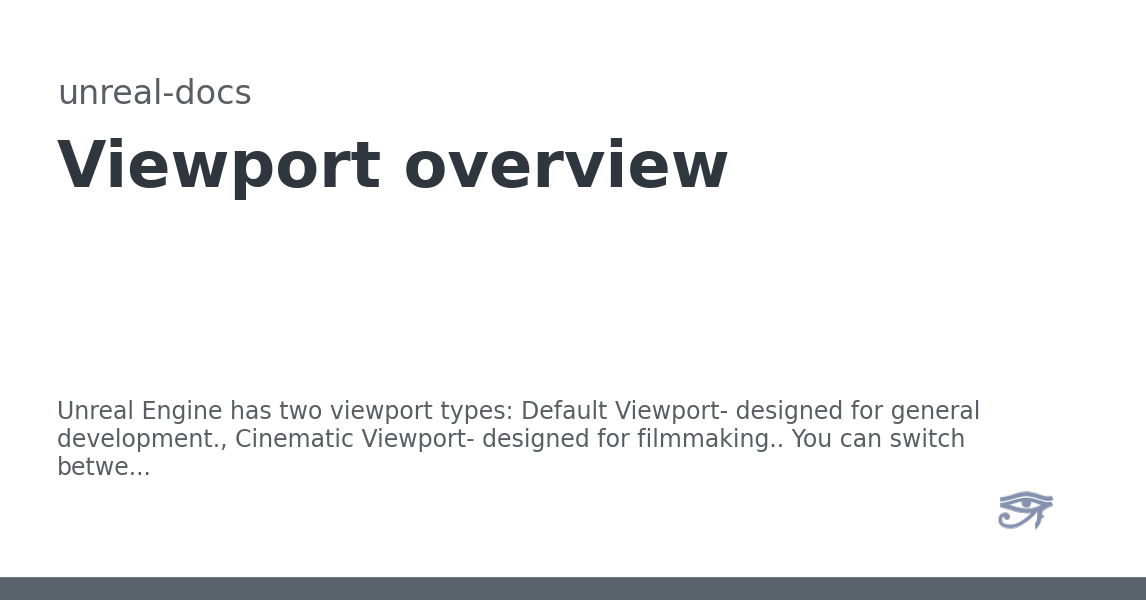 unreal-docs
Viewport overview
Unreal Engine has two viewport types: Default Viewport- designed for general
development., Cinematic Viewport- designed for filmmaking.. You can switch
betwe...